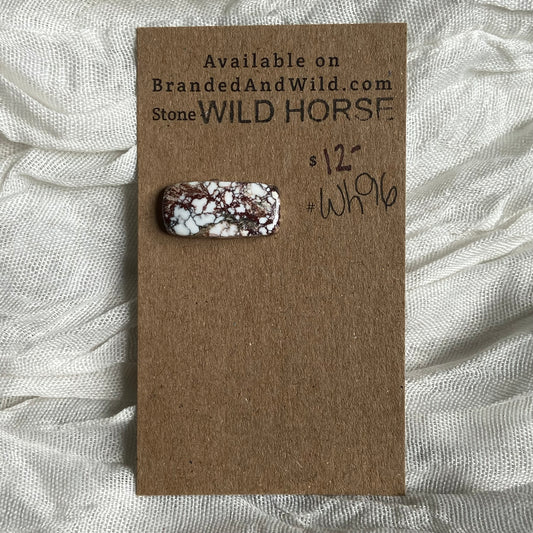 Available on
BrandedAndWild.com
Stone WILD HORSE
$ 12-
# Wh96